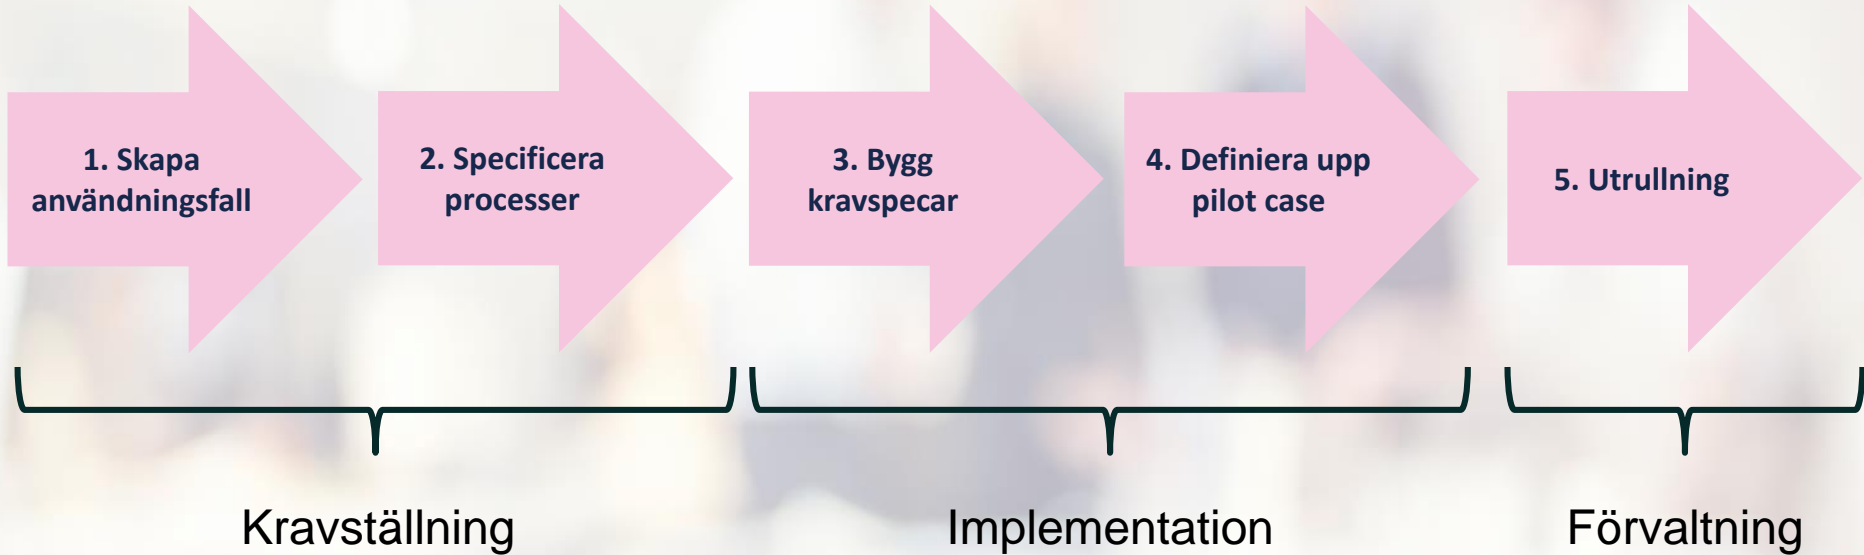 1. Skapa
användningsfall
2. Specificera
processer
3. Bygg
kravspecar
4. Definiera upp
pilot case
5. Utrullning
Kravställning
Implementation
Förvaltning